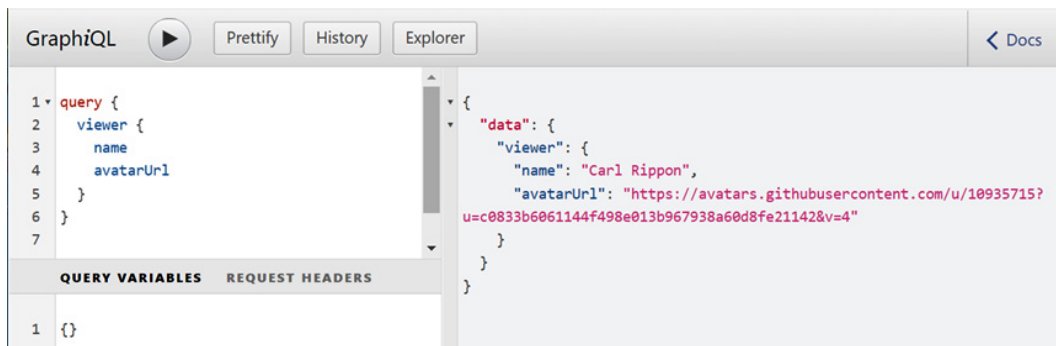 GraphiQL Prettify History Explorer Docs
1 query {
2 viewer {
3 name
4 avatarUrl
5 }
6 }
7
QUERY VARIABLES REQUEST HEADERS
1 {}
{
"data": {
"viewer": {
"name": "Carl Rippon",
"avatarUrl": "https://avatars.githubusercontent.com/u/10935715?
u=c0833b6061144f498e013b967938a60d8fe21142&v=4"
}
}
}